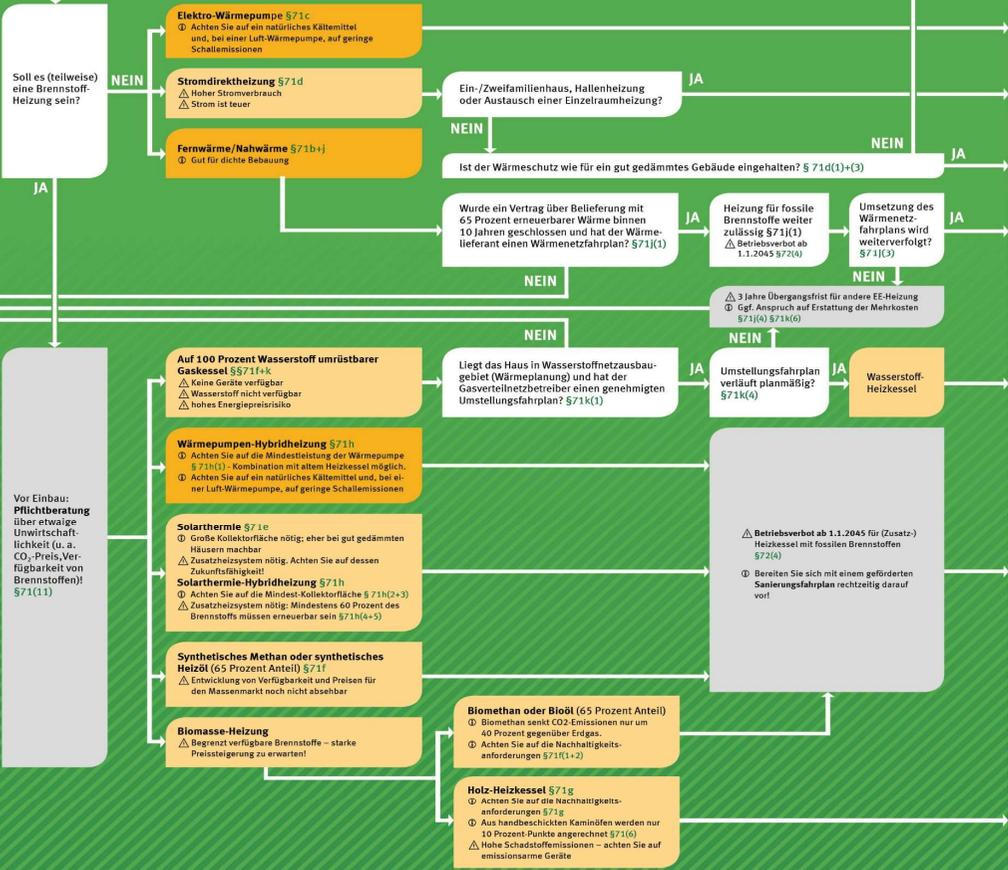 Soll es (teilweise)
eine Brennstoff-
Heizung sein?
NEIN
JA
Elektro-Wärmepumpe §71c
Achten Sie auf ein natürliches Kältemittel
und, bei einer Luft-Wärmepumpe, auf geringe
Schallemissionen
Stromdirektheizung §71d
Hoher Stromverbrauch
Strom ist teuer
Fernwärme/Nahwärme §71b+j
Gut für dichte Bebauung
Ein-/Zweifamilienhaus, Hallenheizung
oder Austausch einer Einzelraumheizung?
JA
NEIN
NEIN
Ist der Wärmeschutz wie für ein gut gedämmtes Gebäude eingehalten? § 71d(1)+(3)
JA
Wurde ein Vertrag über Belieferung mit
65 Prozent erneuerbarer Wärme binnen
10 Jahren geschlossen und hat der Wärme-
lieferant einen Wärmenetzfahrplan? §71j(1)
JA
NEIN
Heizung für fossile
Brennstoffe weiter
zulässig §71j(1)
Betriebsverbot ab
1.1.2045 §72(4)
Umsetzung des
Wärmenetz-
fahrplans wird
weiterverfolgt?
§71j(3)
JA
NEIN
3 Jahre Übergangsfrist für andere EE-Heizung
Ggf. Anspruch auf Erstattung der Mehrkosten
§71j(4) §71k(6)
Vor Einbau:
Pflichtberatung
über etwaige
Unwirtschaft-
lichkeit (u. a.
CO₂-Preis,Ver-
fügbarkeit von
Brennstoffen)!
§71(11)
Auf 100 Prozent Wasserstoff umrüstbarer
Gaskessel §§71f+k
Keine Geräte verfügbar
Wasserstoff nicht verfügbar
hohes Energiepreisrisiko
NEIN
Liegt das Haus in Wasserstoffnetzausbau-
gebiet (Wärmeplanung) und hat der
Gasverteilnetzbetreiber einen genehmigten
Umstellungsfahrplan? §71k(1)
JA
NEIN
Umstellungsfahrplan
verläuft planmäßig?
§71k(4)
JA
Wasserstoff-
Heizkessel
Wärmepumpen-Hybridheizung §71h
Achten Sie auf die Mindestleistung der Wärmepumpe
§ 71h(1) - Kombination mit altem Heizkessel möglich.
Achten Sie auf ein natürliches Kältemittel und, bei ei-
ner Luft-Wärmepumpe, auf geringe Schallemissionen
Solarthermie §71e
Große Kollektorfläche nötig; eher bei gut gedämmten
Häusern machbar
Zusatzheizsystem nötig. Achten Sie auf dessen
Zukunftsfähigkeit!
Solarthermie-Hybridheizung §71h
Achten Sie auf die Mindest-Kollektorfläche § 71h(2+3)
Zusatzheizsystem nötig: Mindestens 60 Prozent des
Brennstoffs müssen erneuerbar sein §71h(4+5)
Synthetisches Methan oder synthetisches
Heizöl (65 Prozent Anteil) §71f
Entwicklung von Verfügbarkeit und Preisen für
den Massenmarkt noch nicht absehbar
Biomasse-Heizung
Begrenzt verfügbare Brennstoffe – starke
Preissteigerung zu erwarten!
Betriebsverbot ab 1.1.2045 für (Zusatz-)
Heizkessel mit fossilen Brennstoffen
§72(4)
Bereiten Sie sich mit einem geförderten
Sanierungsfahrplan rechtzeitig darauf
vor!
Biomethan oder Bioöl (65 Prozent Anteil)
Biomethan senkt CO2-Emissionen nur um
40 Prozent gegenüber Erdgas.
Achten Sie auf die Nachhaltigkeits-
anforderungen §71f(1+2)
Holz-Heizkessel §71g
Achten Sie auf die Nachhaltigkeits-
anforderungen §71g
Aus handbeschickten Kaminöfen werden nur
10 Prozent-Punkte angerechnet §71(6)
Hohe Schadstoffemissionen – achten Sie auf
emissionsarme Geräte